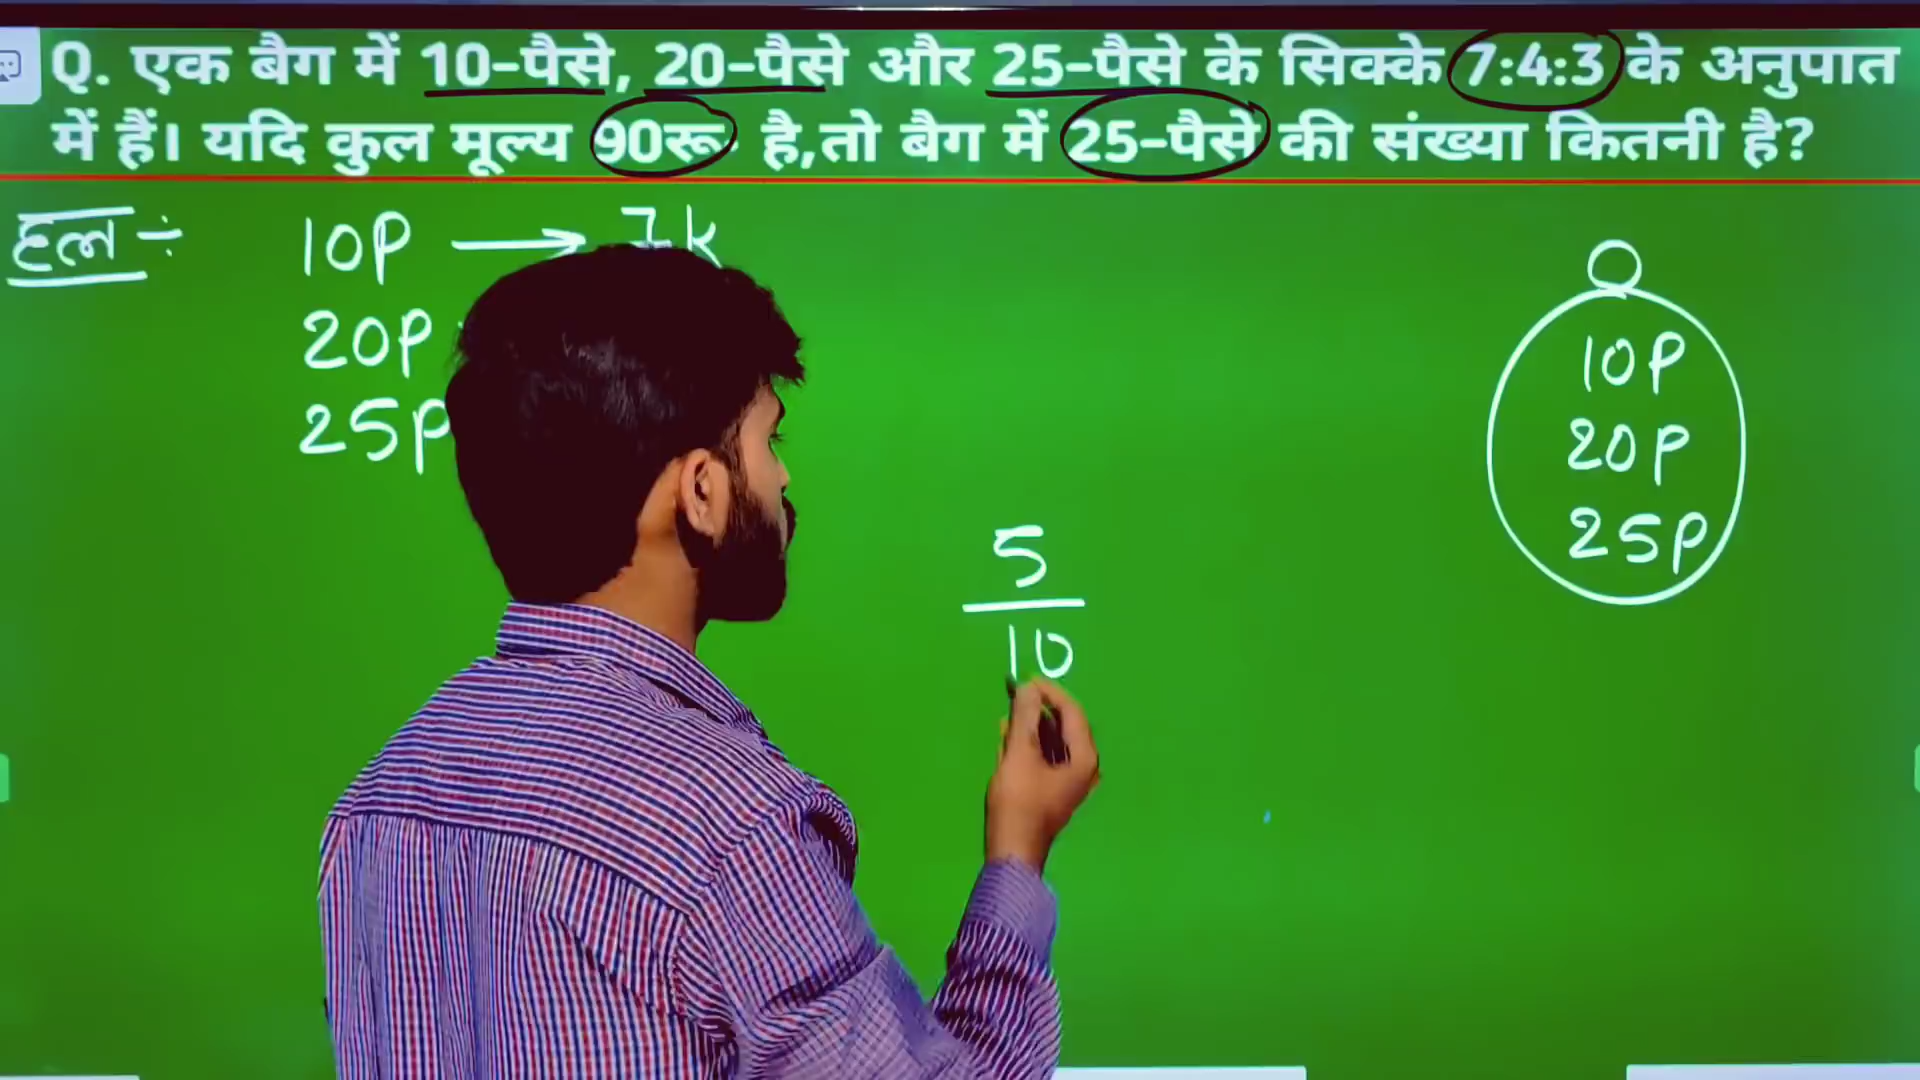 Q. एक बैग में 10-पैसे, 20-पैसे और 25-पैसे के सिक्के 7:4:3 के अनुपात
में हैं। यदि कुल मूल्य 90रू है,तो बैग में 25-पैसे की संख्या कितनी है?
हल ÷ 10P → 7k
20P
25P
5
10
10P
20P
25P